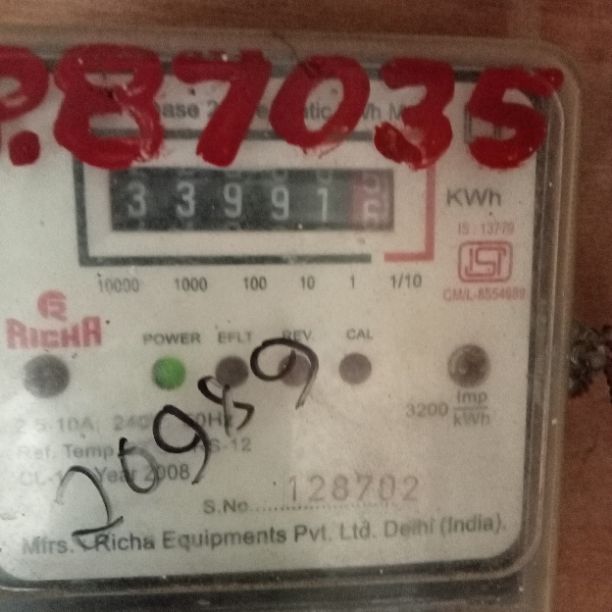 P.87035
33991
KWh
IS : 13779
ISI
CM/L-8554689
10000 1000 100 10 1 1/10
RICHA
POWER EFLT REV. CAL
3200 Imp/kWh
20989
Year 2008
S.No. 128702
Mfrs. Richa Equipments Pvt. Ltd. Delhi (India).